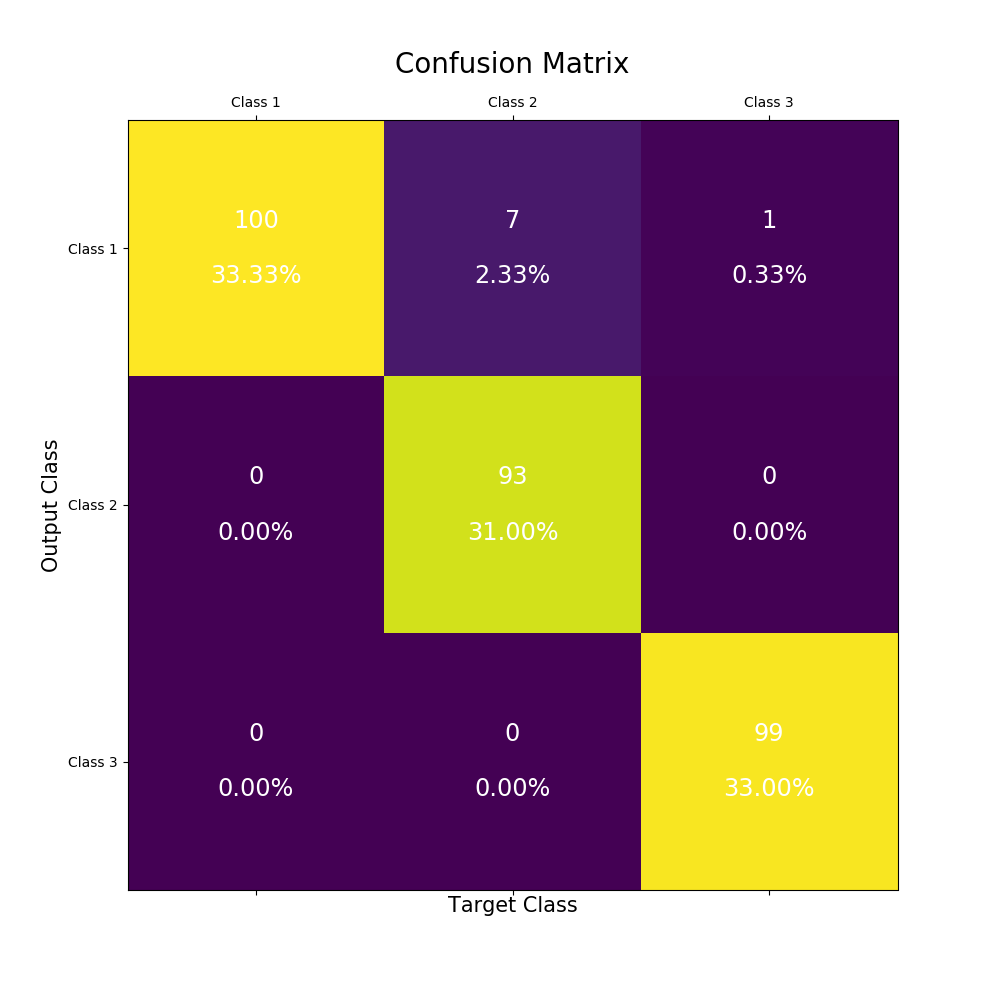 Confusion Matrix
Class 1 Class 2 Class 3
Class 1
100 7 1
33.33% 2.33% 0.33%
Class 2
0 93 0
0.00% 31.00% 0.00%
Class 3
0 0 99
0.00% 0.00% 33.00%
Output Class
Target Class